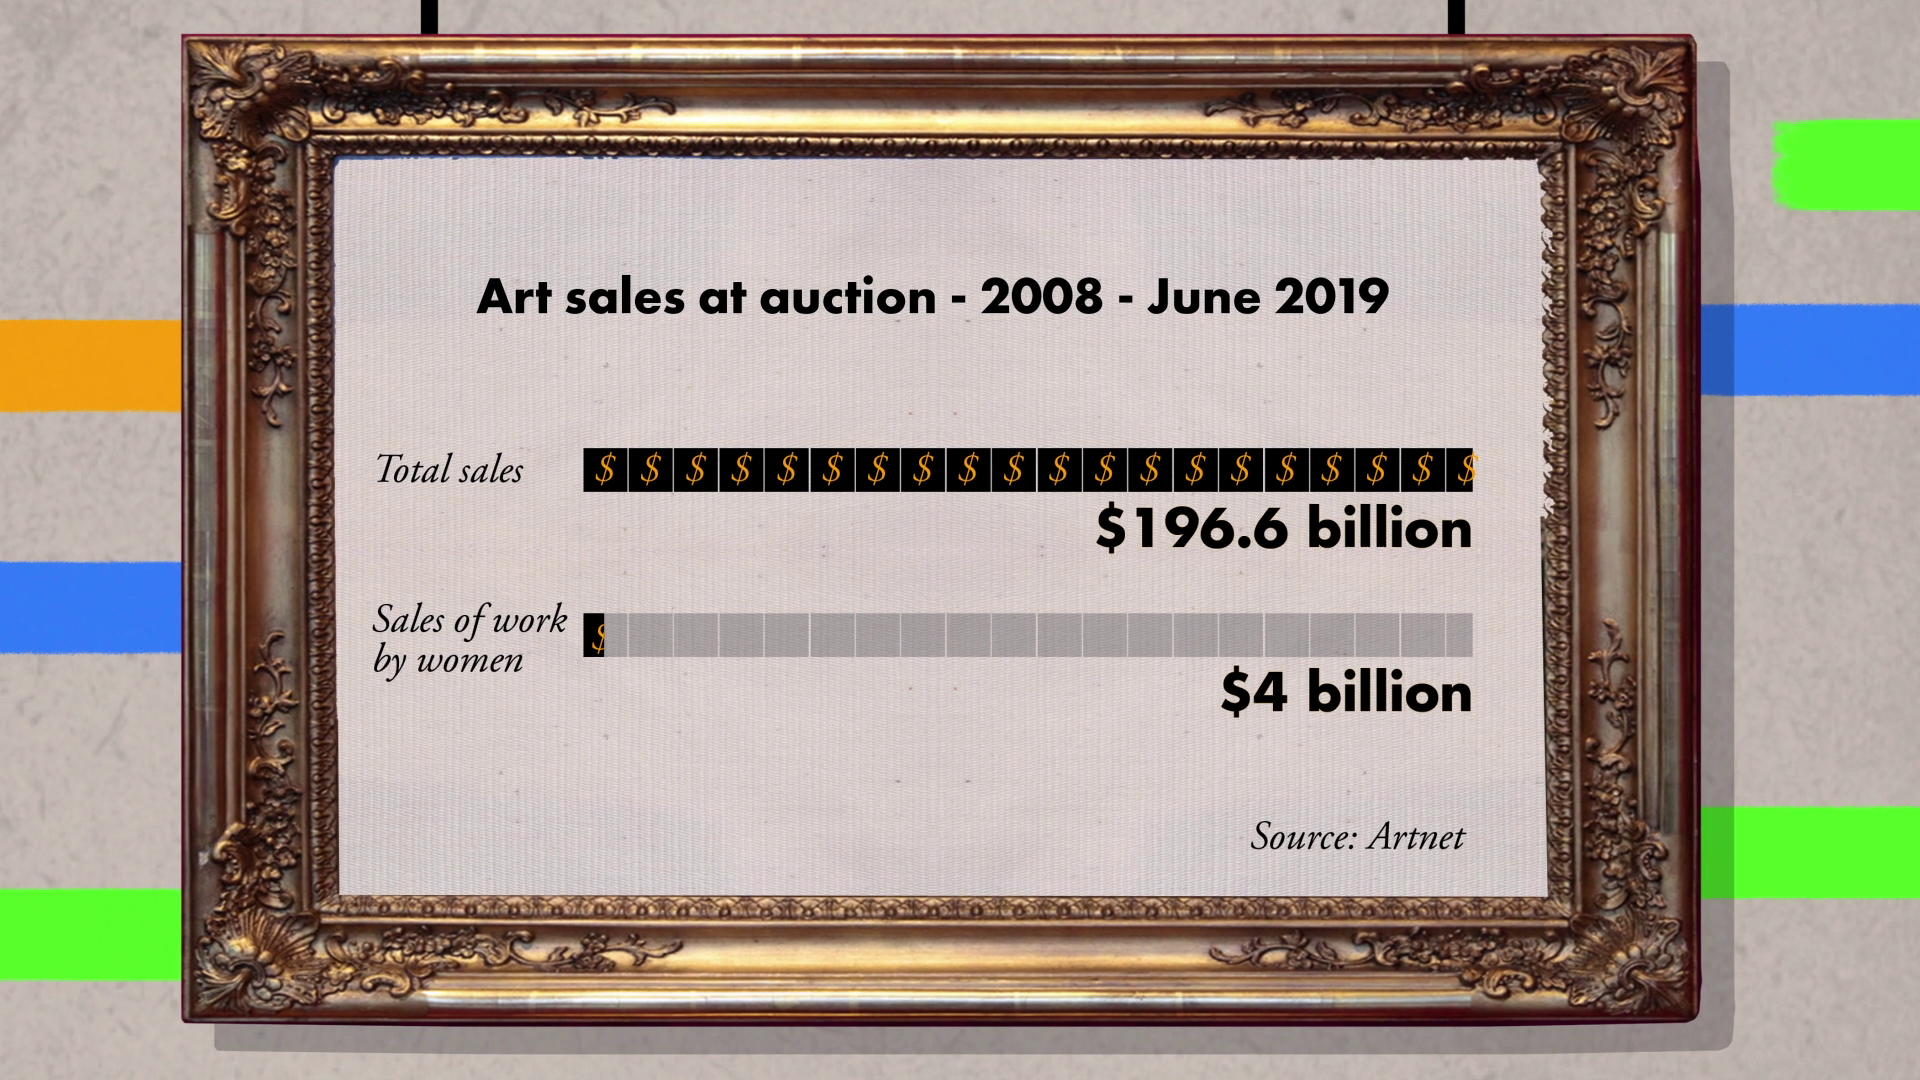 Art sales at auction - 2008 - June 2019
Total sales
$ $ $ $ $ $ $ $ $ $ $ $ $ $ $ $ $ $ $ $
$196.6 billion
Sales of work
by women
$
$4 billion
Source: Artnet